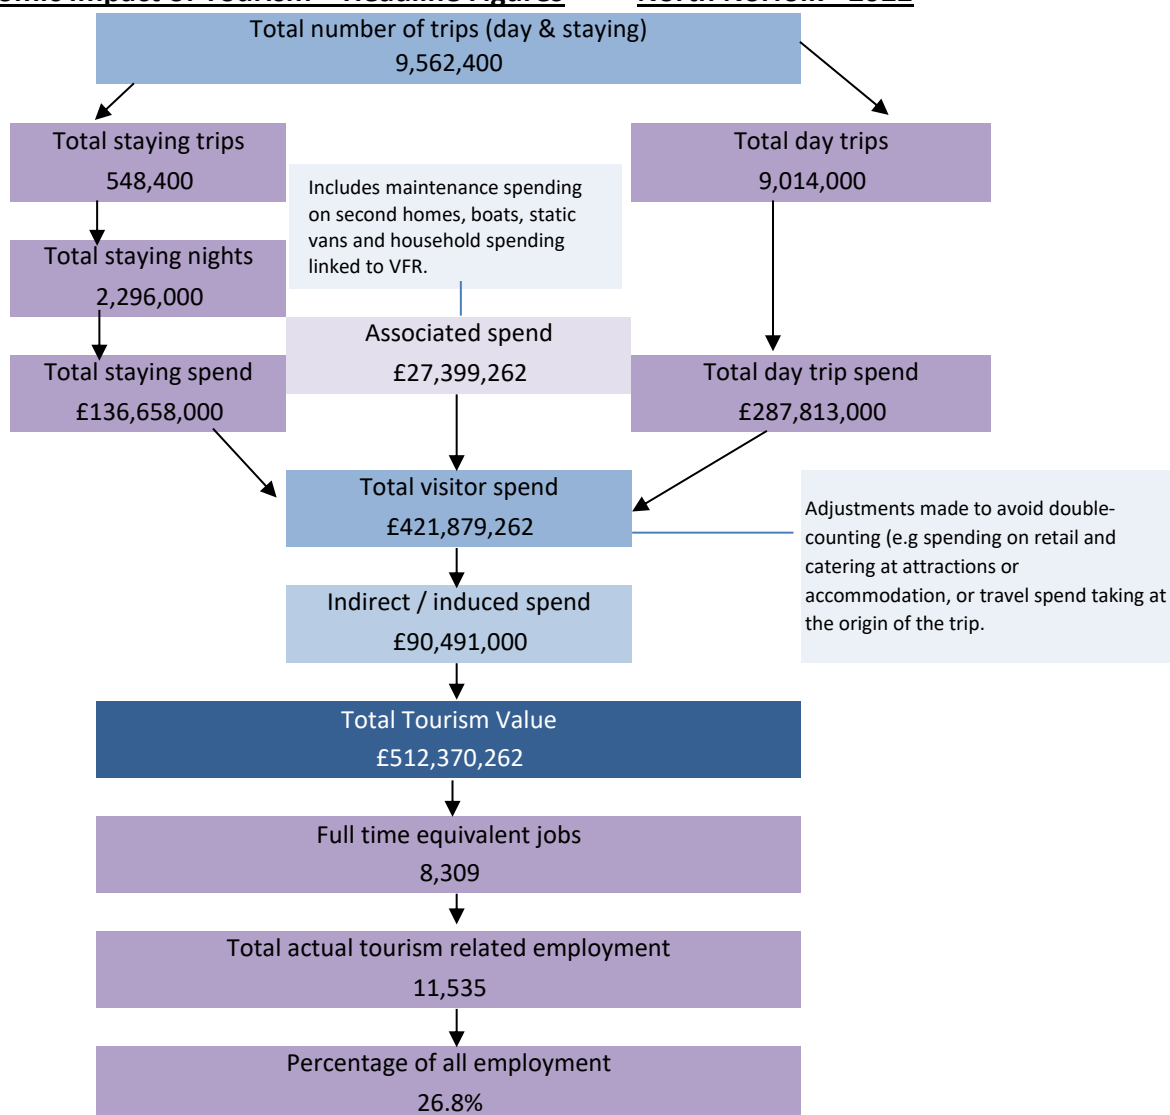 Impact of Tourism – Headline Figures
Total number of trips (day & staying)
9,562,400
Total staying trips
548,400
Total day trips
9,014,000
Includes maintenance spending
on second homes, boats, static
vans and household spending
linked to VFR.
Total staying nights
2,296,000
Associated spend
£27,399,262
Total staying spend
£136,658,000
Total day trip spend
£287,813,000
Total visitor spend
£421,879,262
Adjustments made to avoid double-
counting (e.g spending on retail and
catering at attractions or
accommodation, or travel spend taking at
the origin of the trip.
Indirect / induced spend
£90,491,000
Total Tourism Value
£512,370,262
Full time equivalent jobs
8,309
Total actual tourism related employment
11,535
Percentage of all employment
26.8%